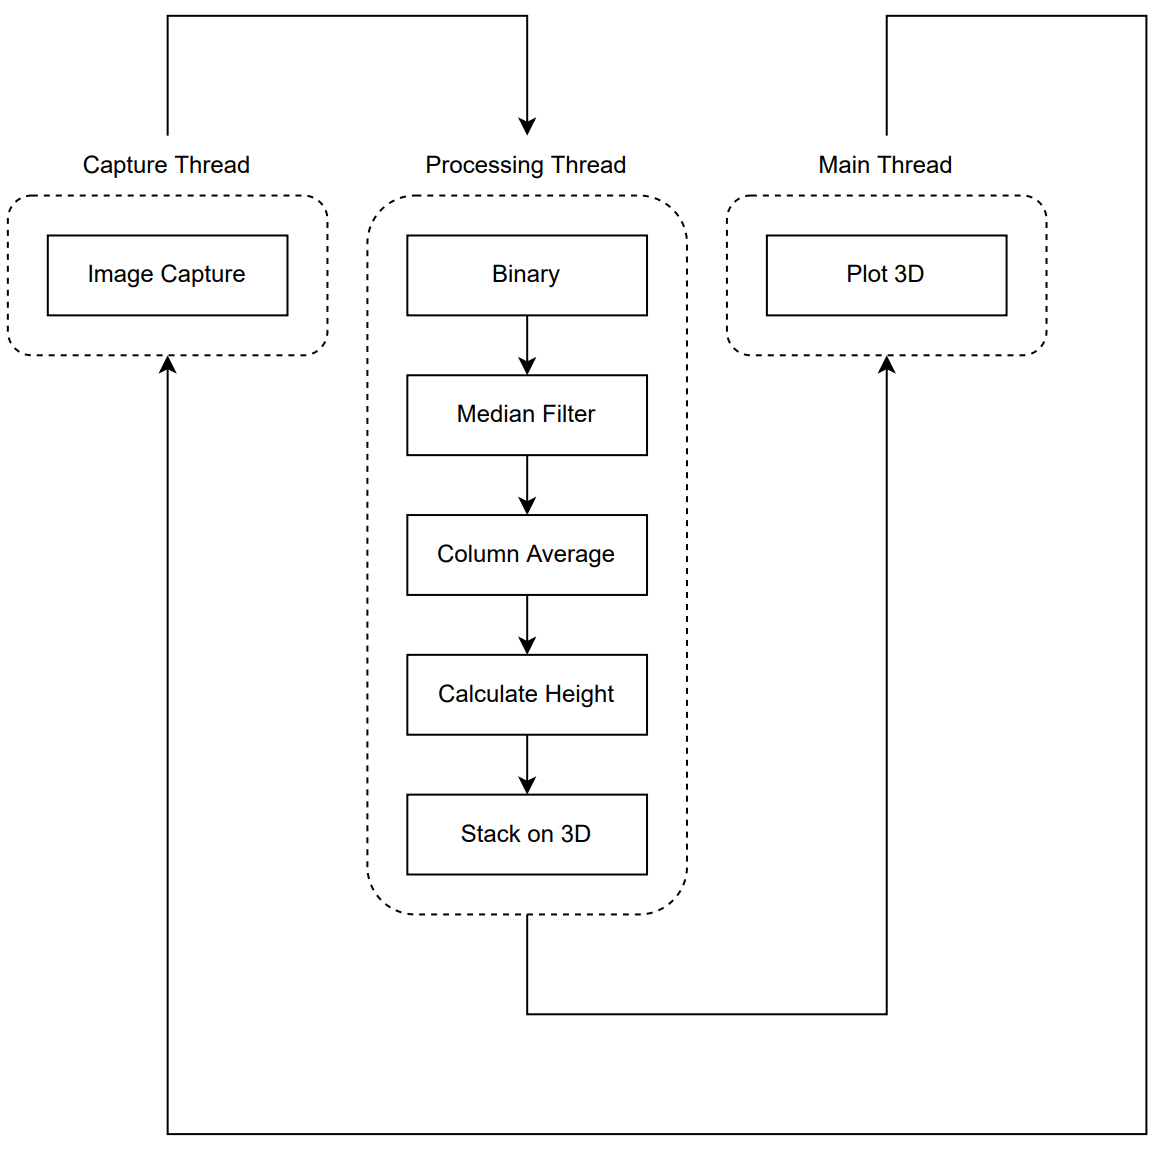 Capture Thread
Image Capture
Processing Thread
Binary
Median Filter
Column Average
Calculate Height
Stack on 3D
Main Thread
Plot 3D